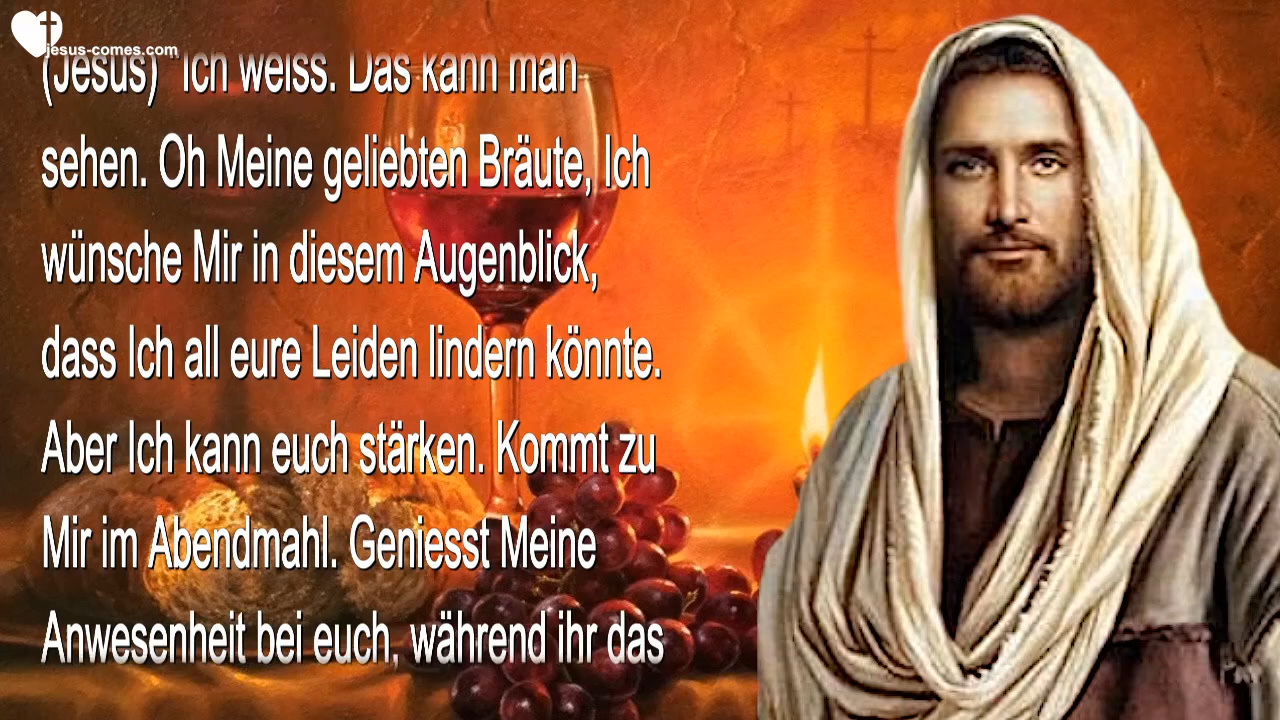 jesus-comes.com
(Jesus) "Ich weiss. Das kann man
sehen. Oh Meine geliebten Bräute, Ich
wünsche Mir in diesem Augenblick,
dass Ich all eure Leiden lindern könnte.
Aber Ich kann euch stärken. Kommt zu
Mir im Abendmahl. Geniesst Meine
Anwesenheit bei euch, während ihr das